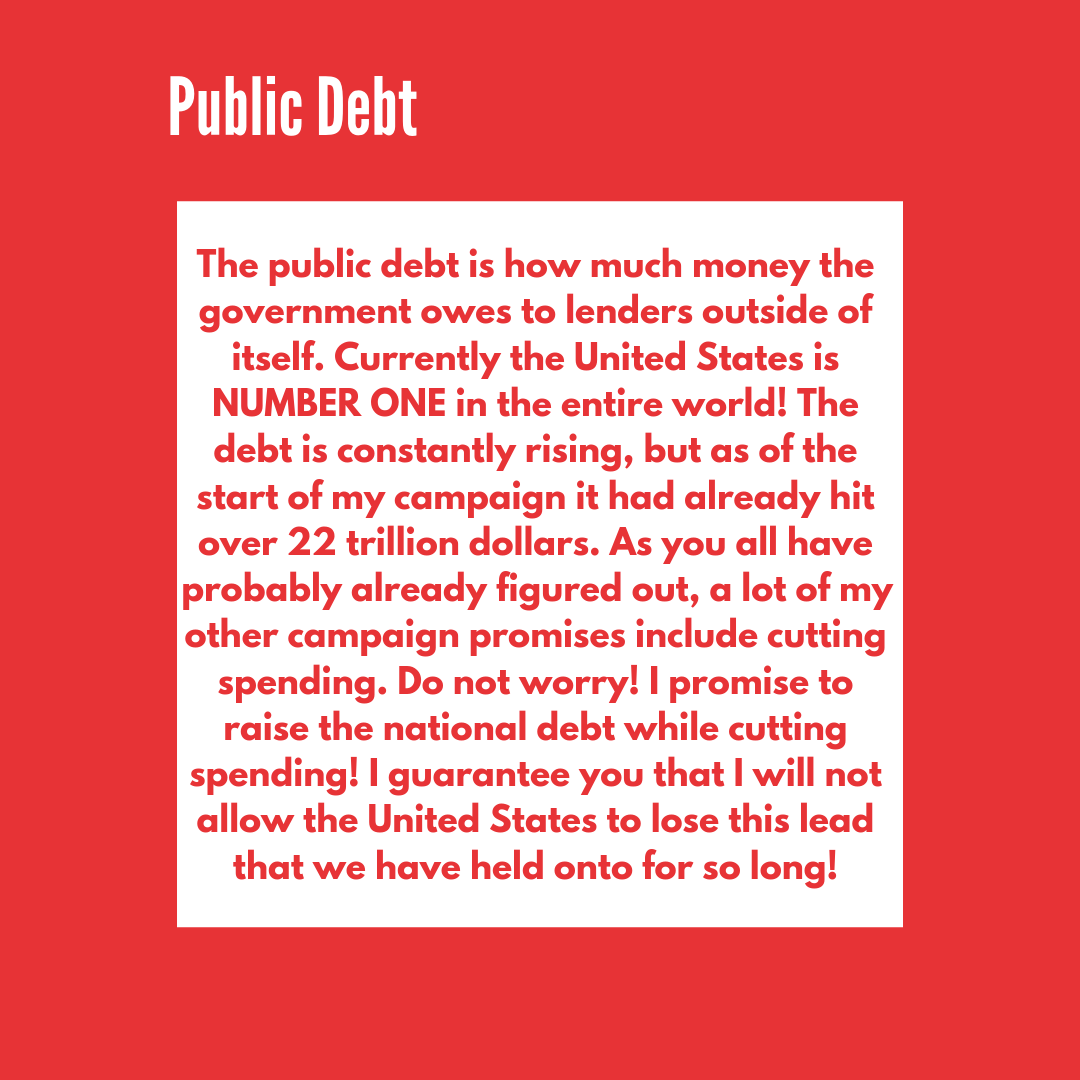 Public Debt
The public debt is how much money the
government owes to lenders outside of
itself. Currently the United States is
NUMBER ONE in the entire world! The
debt is constantly rising, but as of the
start of my campaign it had already hit
over 22 trillion dollars. As you all have
probably already figured out, a lot of my
other campaign promises include cutting
spending. Do not worry! I promise to
raise the national debt while cutting
spending! I guarantee you that I will not
allow the United States to lose this lead
that we have held onto for so long!